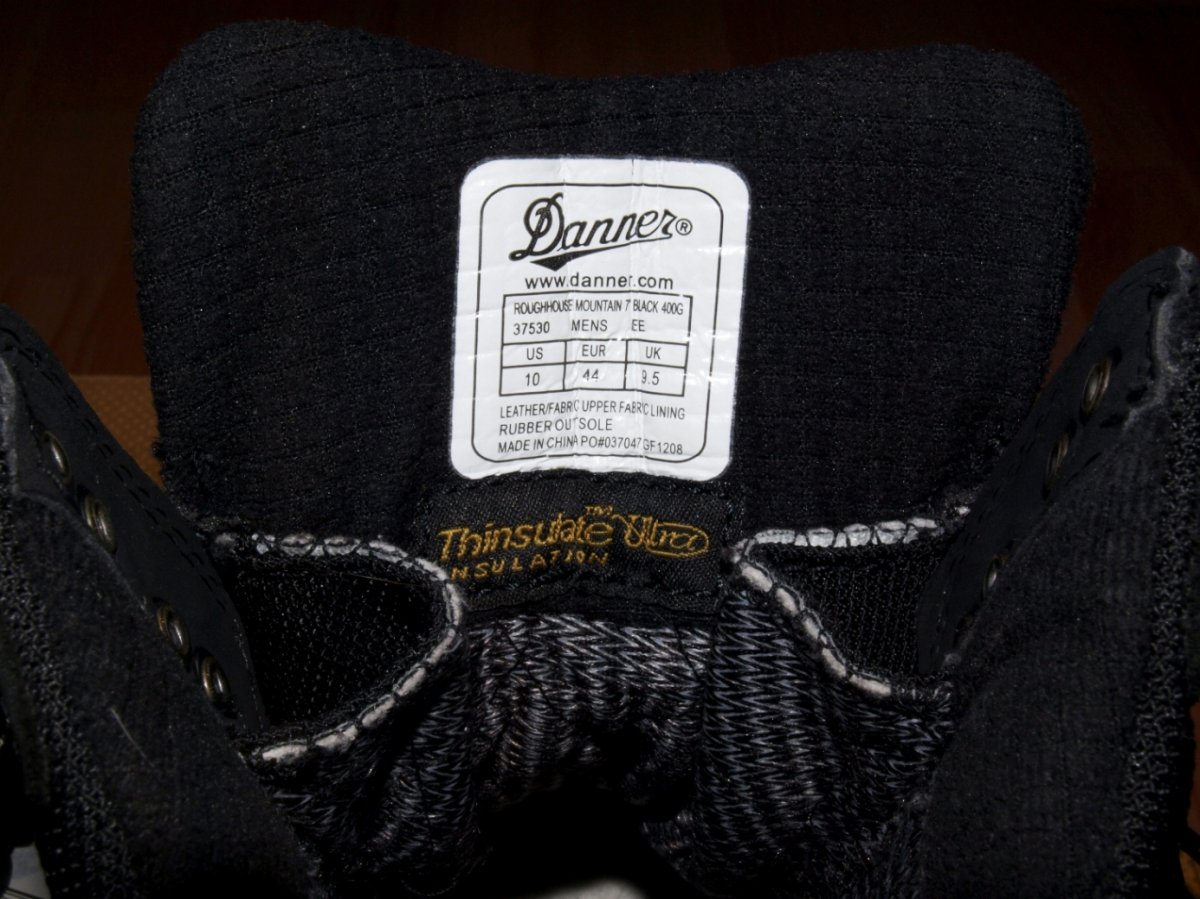 Danner®
www.danner.com
ROUGHHOUSE MOUNTAIN 7" BLACK 400G
37530 MENS EE
US EUR UK
10 44 9.5
LEATHER/FABRIC UPPER FABRIC LINING
RUBBER OUTSOLE
MADE IN CHINA PO#037047GF1208
Thinsulate™ Ultra
INSULATION